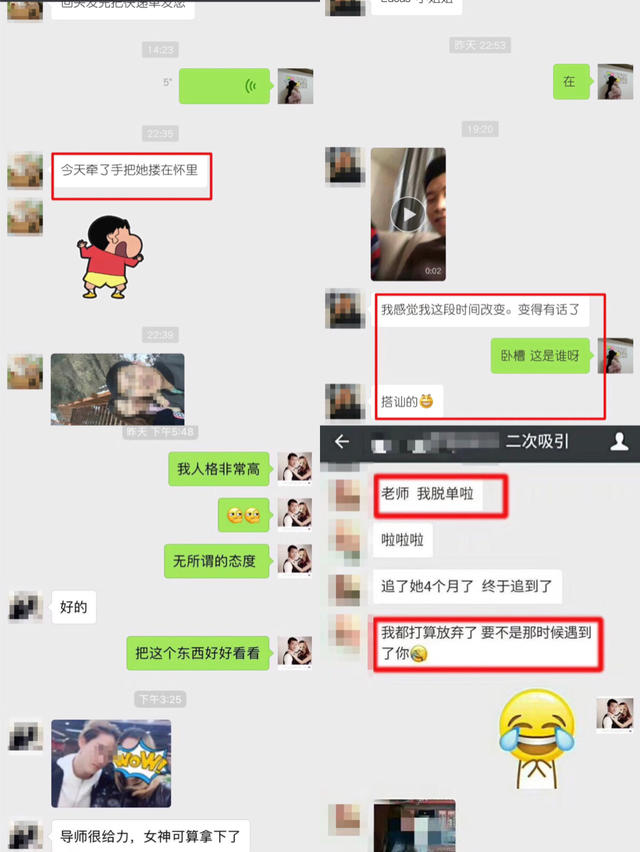 14:23
5"
22:35
今天牵了手把她搂在怀里
22:39
昨天 下午5:48
我人格非常高
无所谓的态度
好的
把这个东西好好看看
下午3:25
WOW!
导师很给力，女神可算拿下了
昨天 22:53
在
19:20
0:02
我感觉我这段时间改变。变得有话了
卧槽 这是谁呀
搭讪的
二次吸引
老师 我脱单啦
啦啦啦
追了她4个月了 终于追到了
我都打算放弃了 要不是那时候遇到
了你